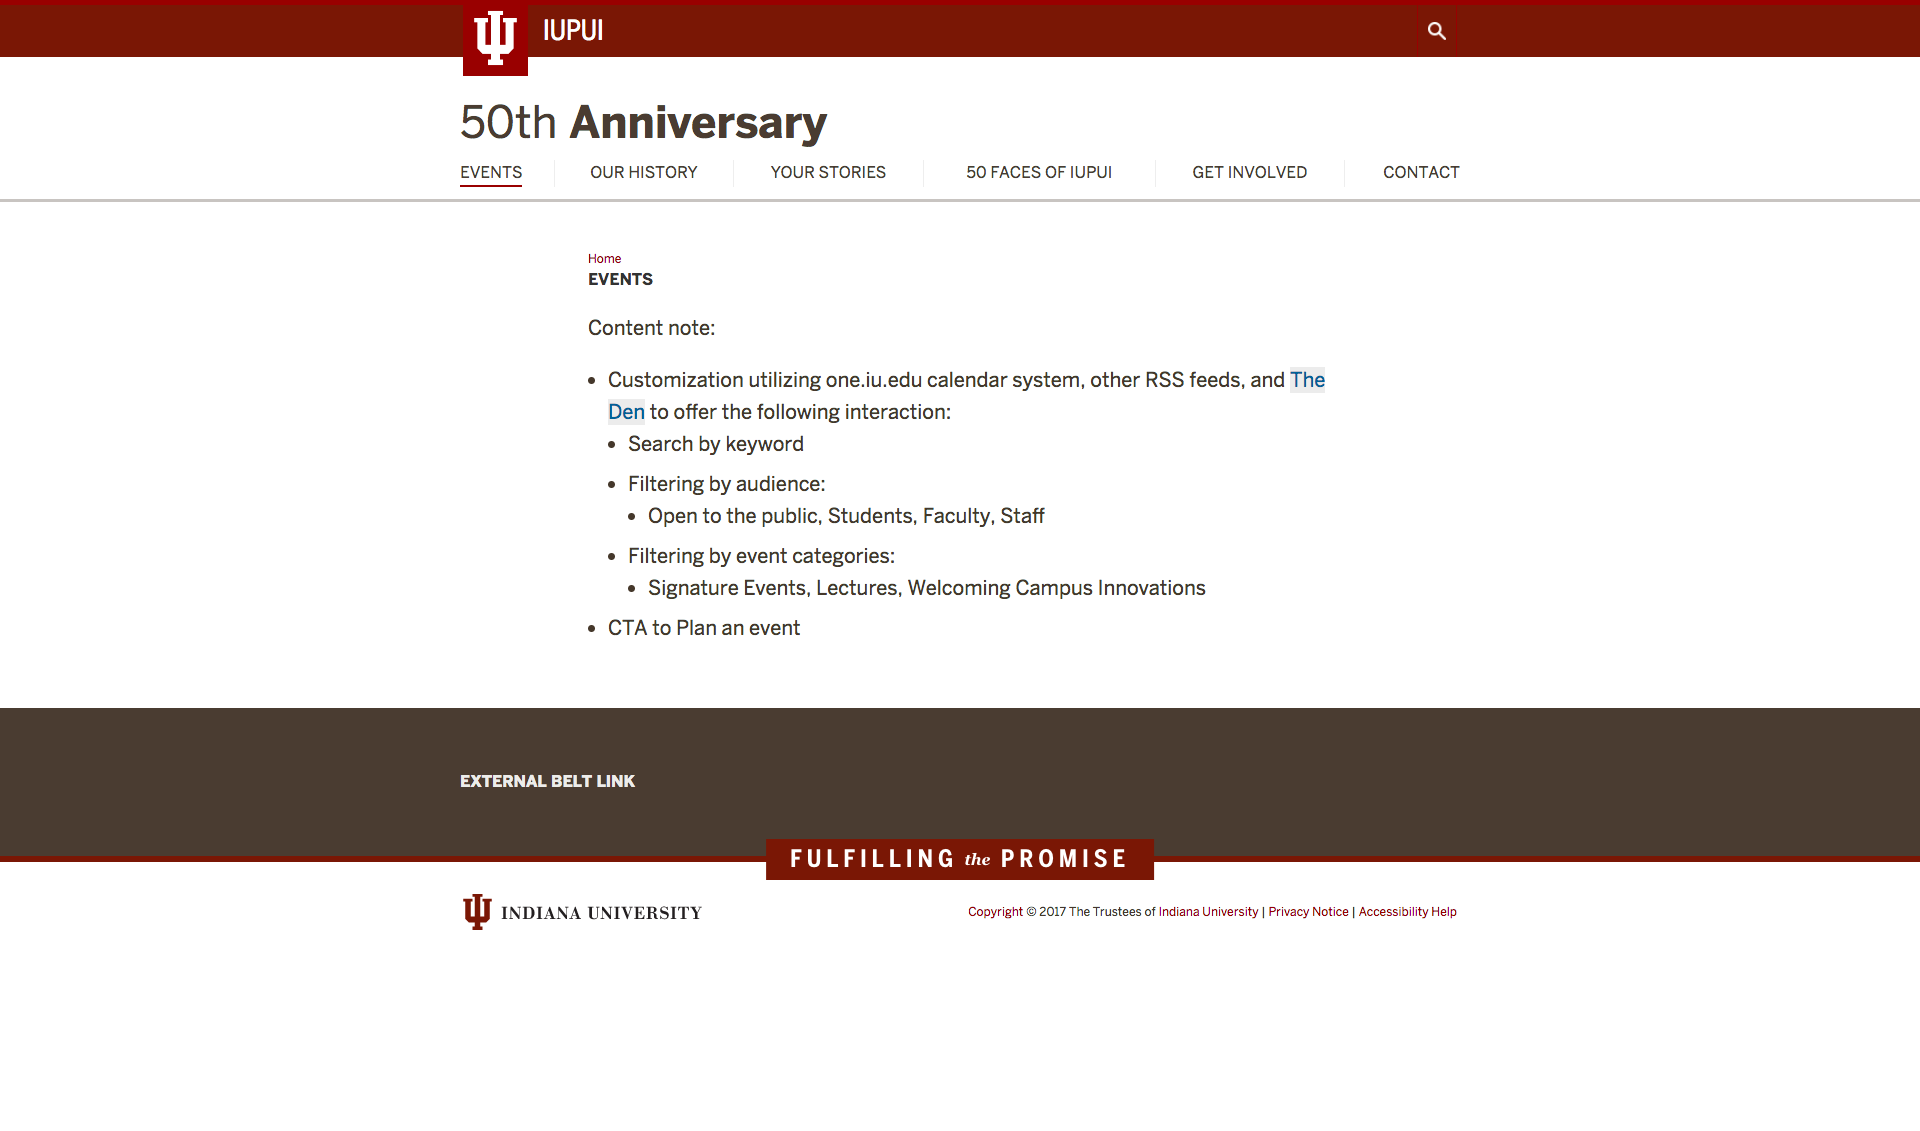 IUPUI
50th Anniversary
EVENTS
OUR HISTORY
YOUR STORIES
50 FACES OF IUPUI
GET INVOLVED
CONTACT
Home
EVENTS
Content note:
Customization utilizing one.iu.edu calendar system, other RSS feeds, and The
Den to offer the following interaction:
Search by keyword
Filtering by audience:
Open to the public, Students, Faculty, Staff
Filtering by event categories:
Signature Events, Lectures, Welcoming Campus Innovations
CTA to Plan an event
EXTERNAL BELT LINK
FULFILLING the PROMISE
INDIANA UNIVERSITY
Copyright © 2017 The Trustees of Indiana University | Privacy Notice | Accessibility Help